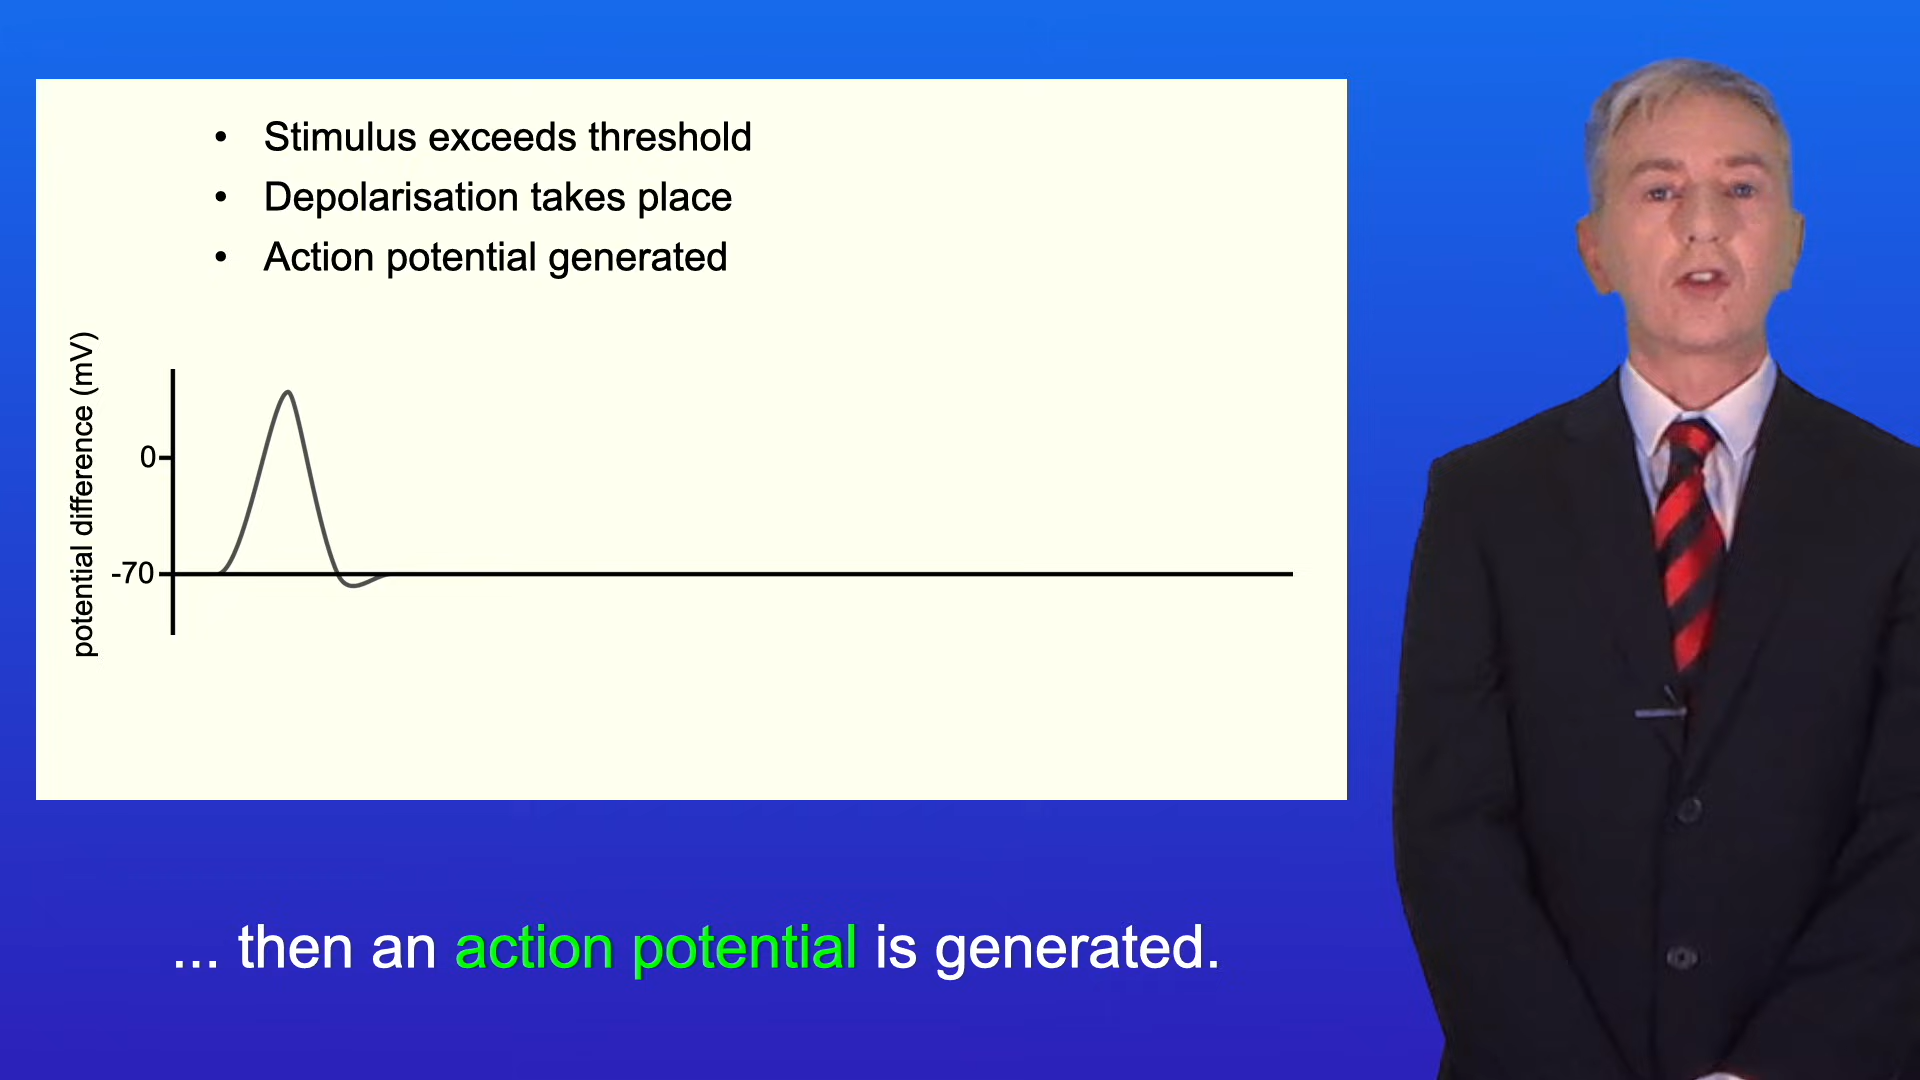 • Stimulus exceeds threshold
• Depolarisation takes place
• Action potential generated
potential difference (mV)
0
-70
... then an action potential is generated.